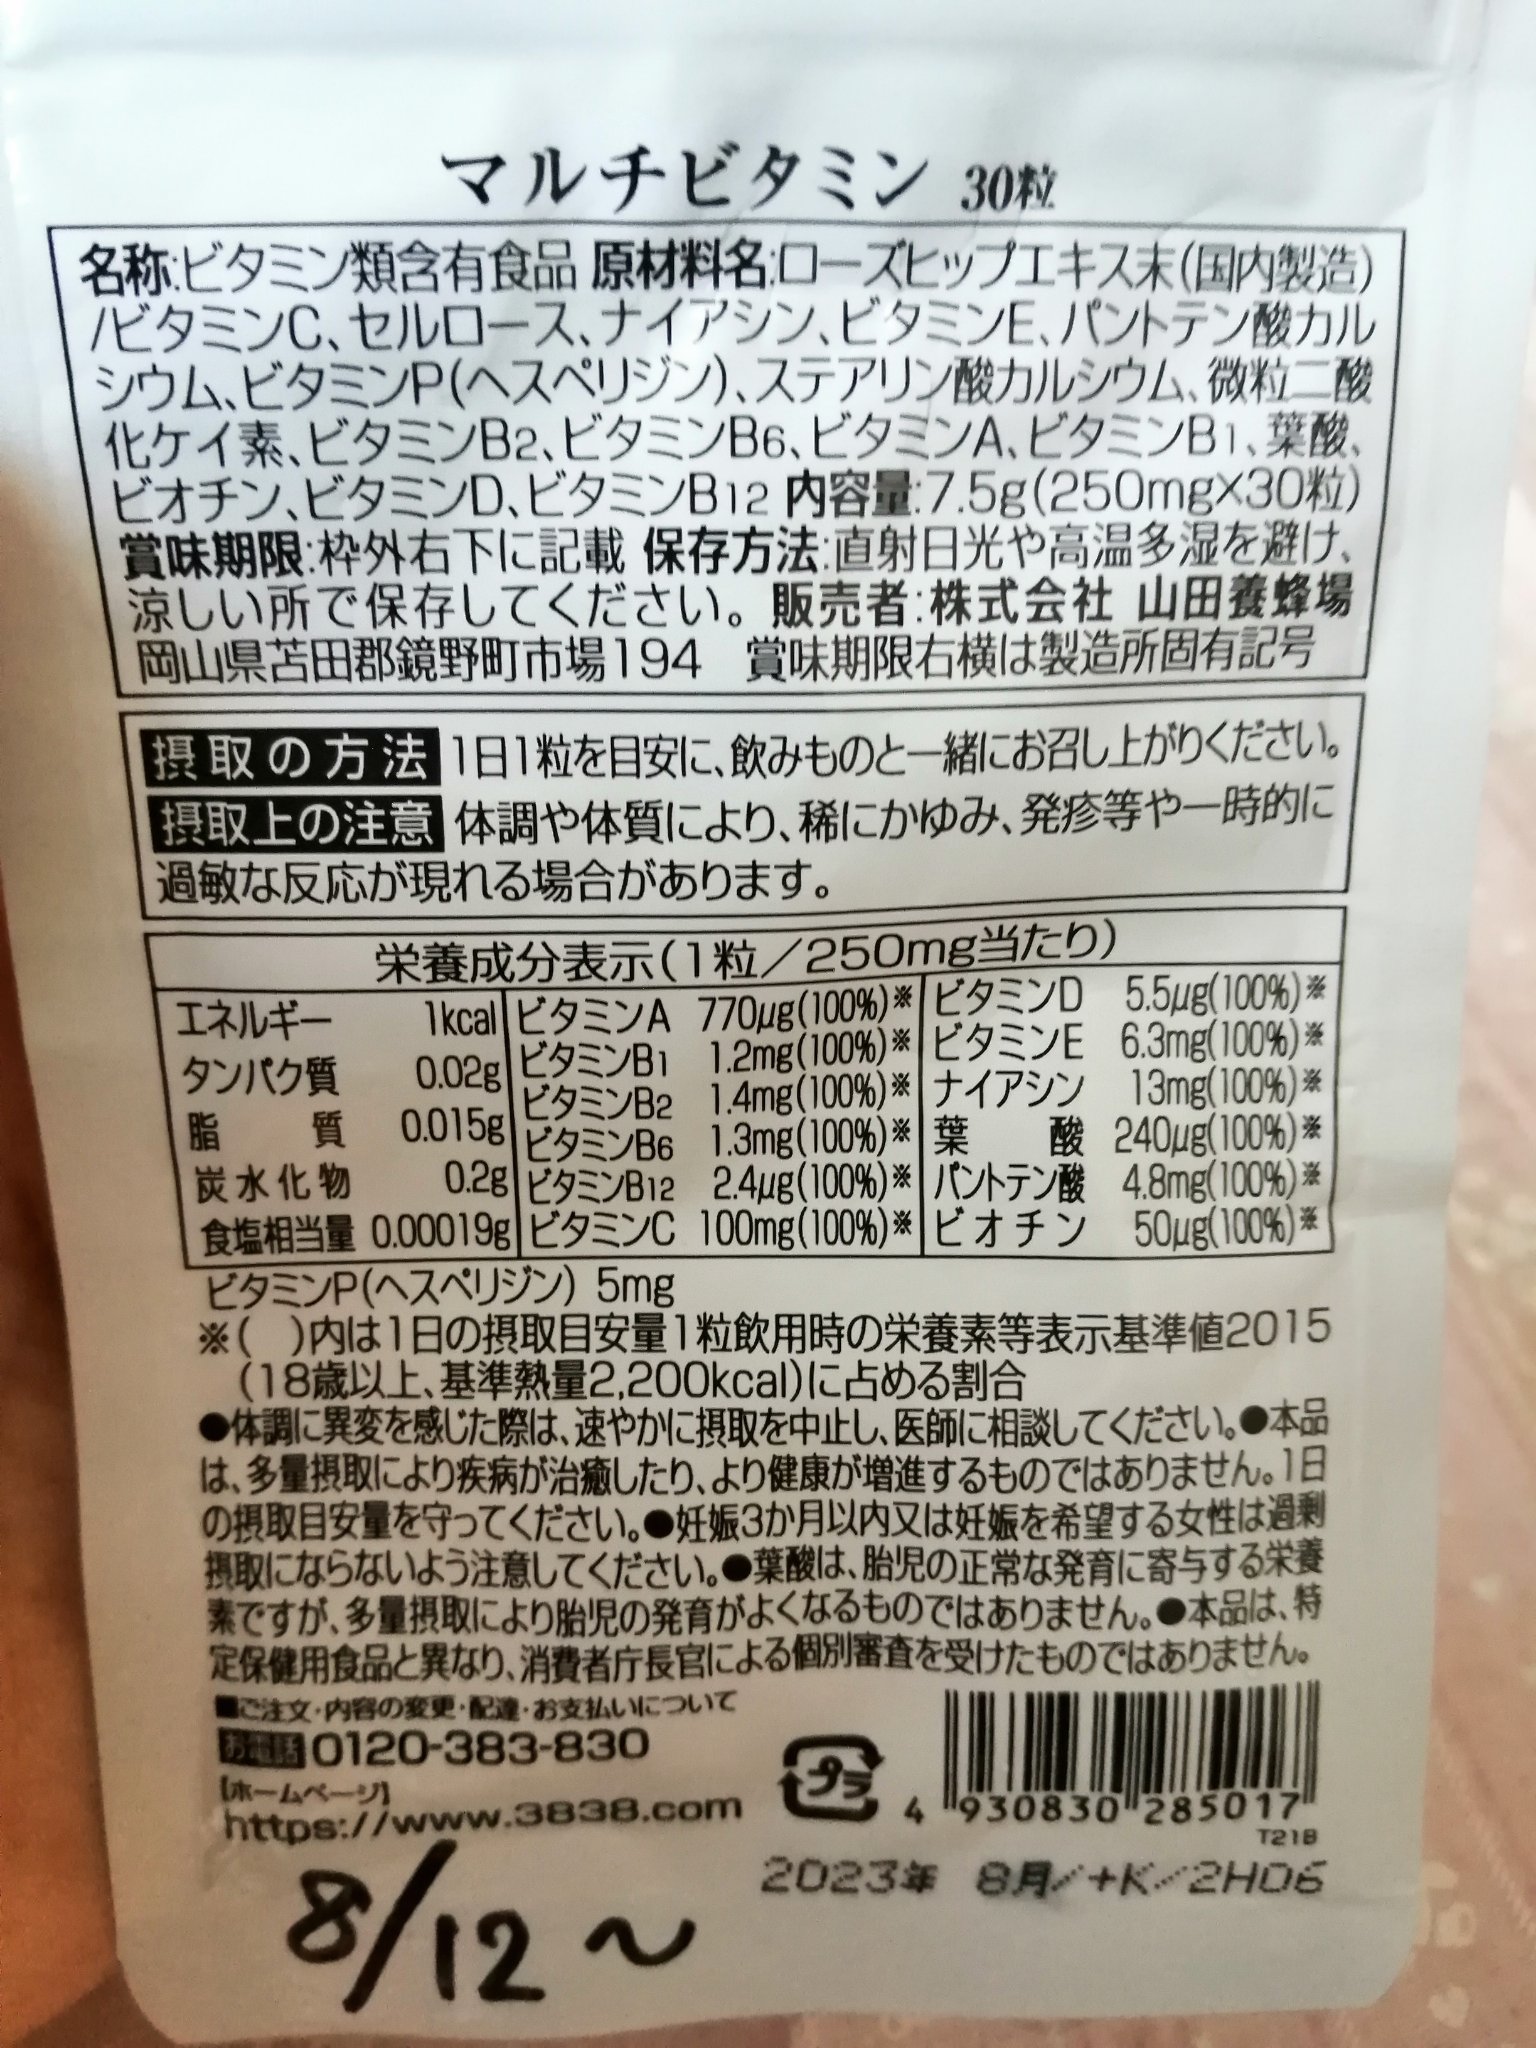 マルチビタミン 30粒
名称:ビタミン類含有食品 原材料名:ローズヒップエキス末(国内製造)
/ビタミンC、セルロース、ナイアシン、ビタミンE、パントテン酸カル
シウム、ビタミンP(ヘスペリジン)、ステアリン酸カルシウム、微粒二酸
化ケイ素、ビタミンB2、ビタミンB6、ビタミンA、ビタミンB1、葉酸、
ビオチン、ビタミンD、ビタミンB12 内容量:7.5g(250mg×30粒)
賞味期限:枠外右下に記載 保存方法:直射日光や高温多湿を避け、
涼しい所で保存してください。 販売者:株式会社 山田養蜂場
岡山県苫田郡鏡野町市場194 賞味期限右横は製造所固有記号
摂取の方法 1日1粒を目安に、飲みものと一緒にお召し上がりください。
摂取上の注意 体調や体質により、稀にかゆみ、発疹等や一時的に
過敏な反応が現れる場合があります。
栄養成分表示(1粒/250mg当たり)
エネルギー 1kcal
タンパク質 0.02g
脂質 0.015g
炭水化物 0.2g
食塩相当量 0.00019g
ビタミンA 770μg(100%)※
ビタミンB1 1.2mg(100%)※
ビタミンB2 1.4mg(100%)※
ビタミンB6 1.3mg(100%)※
ビタミンB12 2.4μg(100%)※
ビタミンC 100mg(100%)※
ビタミンD 5.5μg(100%)※
ビタミンE 6.3mg(100%)※
ナイアシン 13mg(100%)※
葉酸 240μg(100%)※
パントテン酸 4.8mg(100%)※
ビオチン 50μg(100%)※
ビタミンP(ヘスペリジン) 5mg
※( )内は1日の摂取目安量1粒飲用時の栄養素等表示基準値2015
(18歳以上、基準熱量2,200kcal)に占める割合
●体調に異変を感じた際は、速やかに摂取を中止し、医師に相談してください。●本品
は、多量摂取により疾病が治癒したり、より健康が増進するものではありません。1日
の摂取目安量を守ってください。●妊娠3か月以内又は妊娠を希望する女性は過剰
摂取にならないよう注意してください。●葉酸は、胎児の正常な発育に寄与する栄養
素ですが、多量摂取により胎児の発育がよくなるものではありません。●本品は、特
定保健用食品と異なり、消費者庁長官による個別審査を受けたものではありません。
■ご注文・内容の変更・配達・お支払いについて
お電話 0120-383-830
【ホームページ】
https://www.3838.com
プラ
4 930830 285017
T21B
2023年 8月/+K/2H06
8/12〜